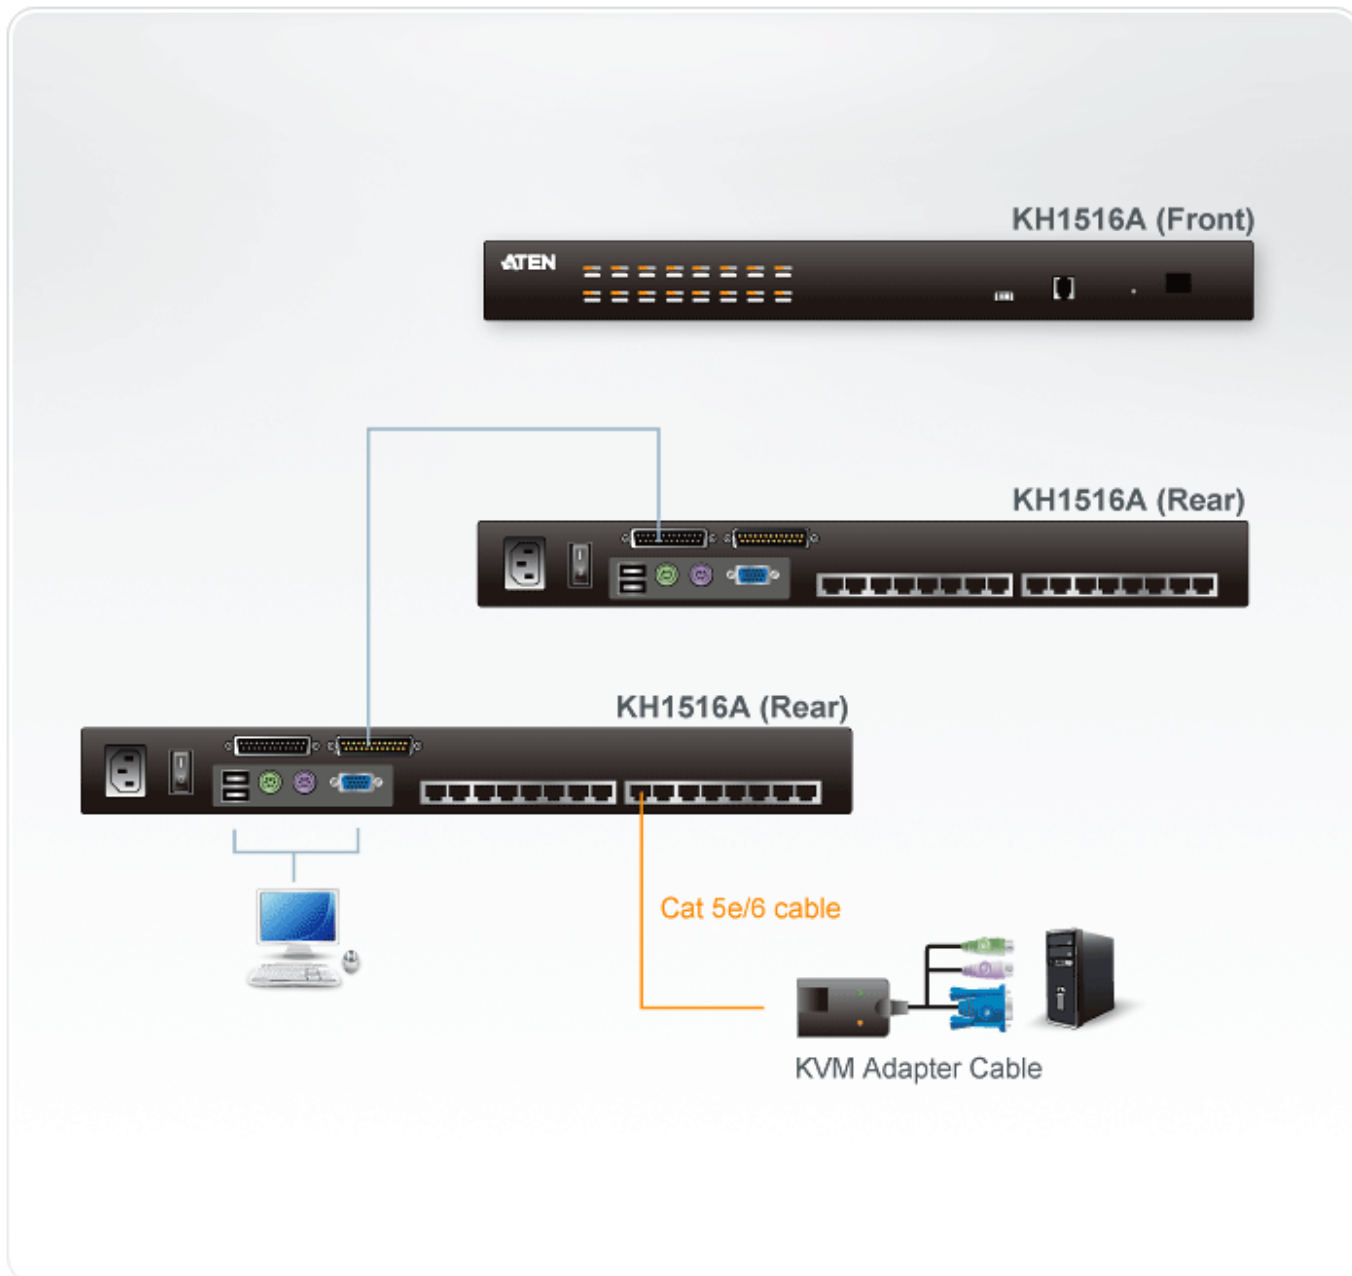 KH1516A (Front)
ATEN
KH1516A (Rear)
KH1516A (Rear)
Cat 5e/6 cable
KVM Adapter Cable